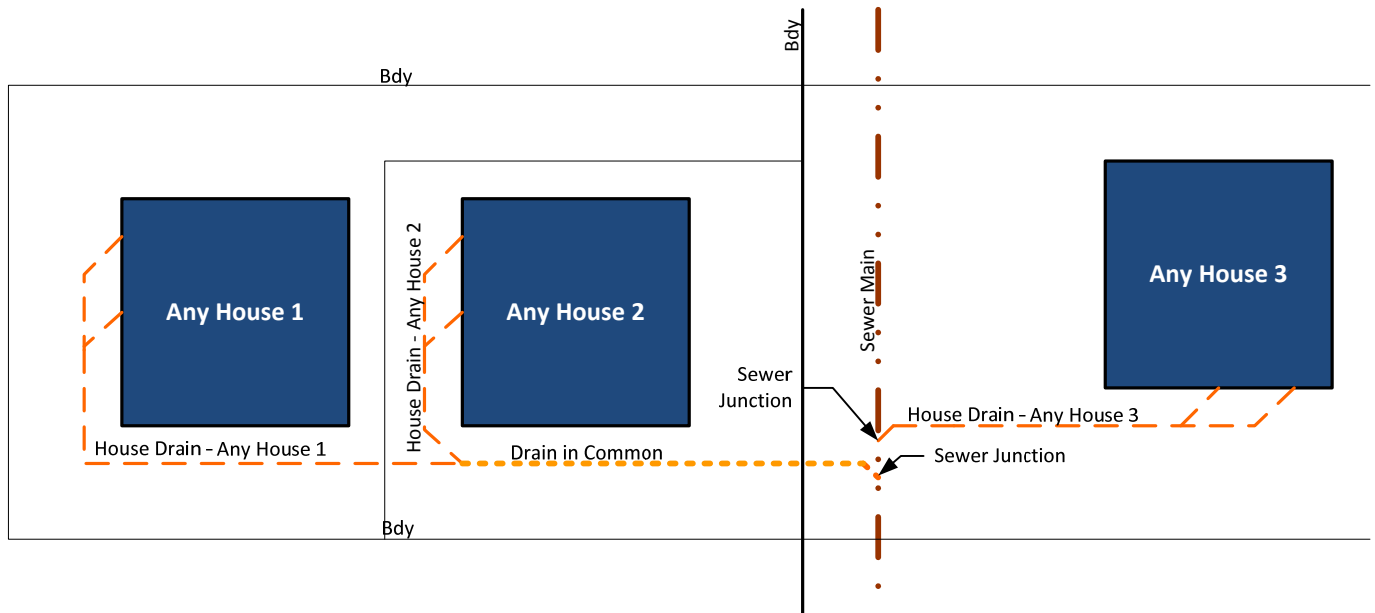 Bdy
Bdy
Any House 1
House Drain - Any House 2
Any House 2
Sewer Main
Any House 3
Sewer
Junction
House Drain - Any House 3
House Drain - Any House 1
Drain in Common
Sewer Junction
Bdy